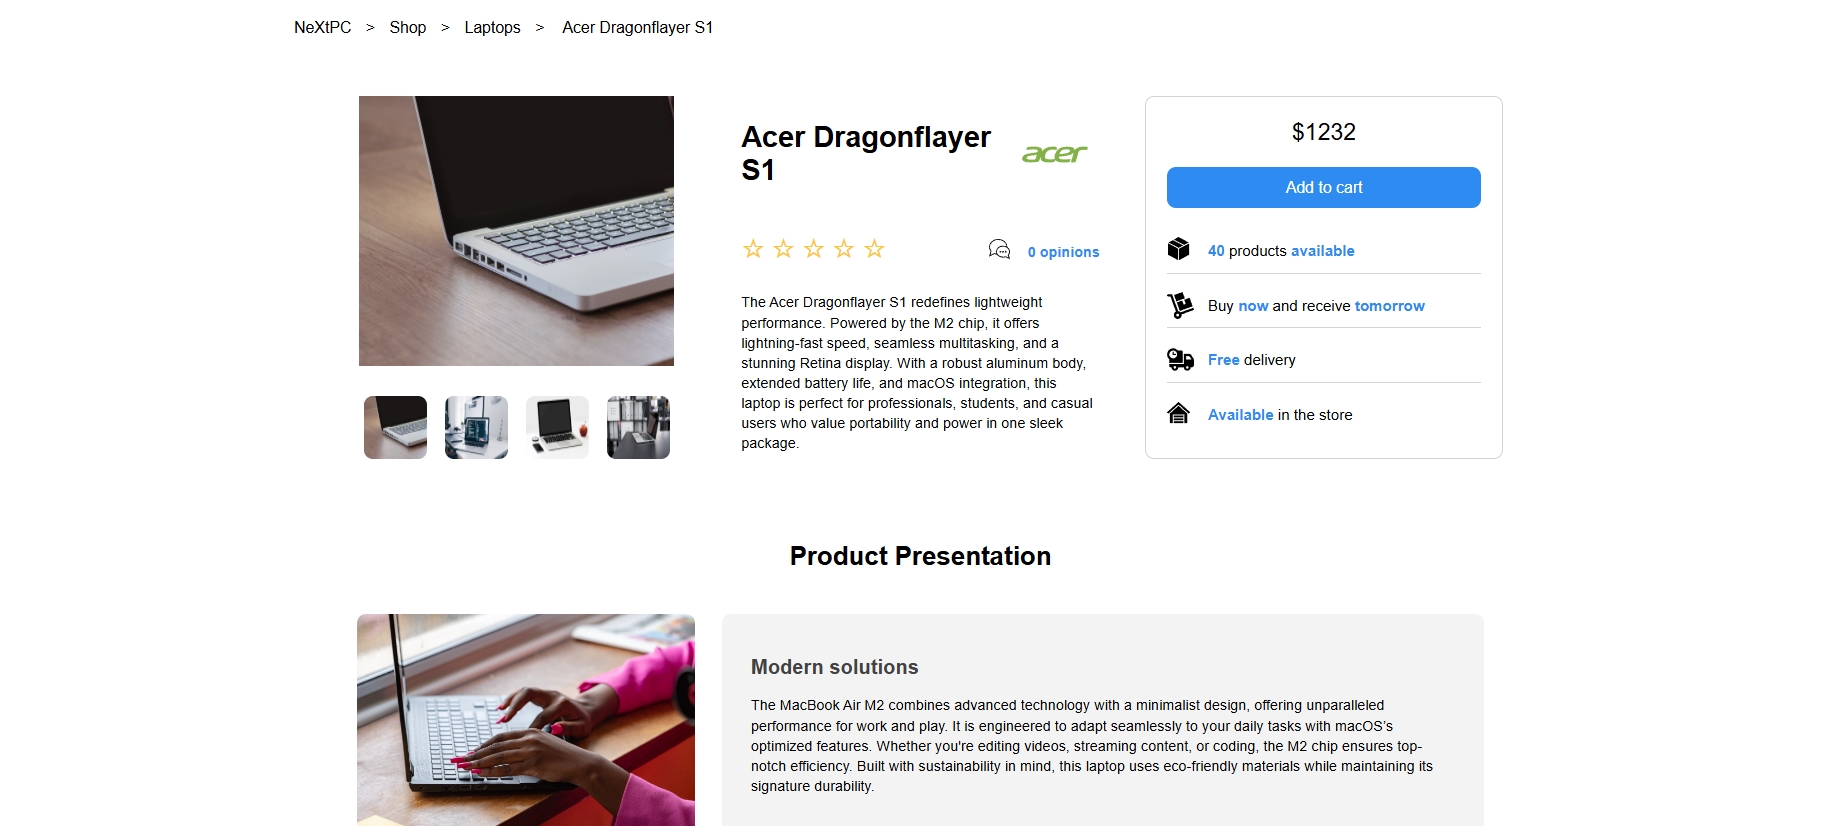 NeXtPC > Shop > Laptops > Acer Dragonflayer S1
Acer Dragonflayer
S1
acer
0 opinions
The Acer Dragonflayer S1 redefines lightweight
performance. Powered by the M2 chip, it offers
lightning-fast speed, seamless multitasking, and a
stunning Retina display. With a robust aluminum body,
extended battery life, and macOS integration, this
laptop is perfect for professionals, students, and casual
users who value portability and power in one sleek
package.
$1232
Add to cart
40 products available
Buy now and receive tomorrow
Free delivery
Available in the store
Product Presentation
Modern solutions
The MacBook Air M2 combines advanced technology with a minimalist design, offering unparalleled
performance for work and play. It is engineered to adapt seamlessly to your daily tasks with macOS’s
optimized features. Whether you're editing videos, streaming content, or coding, the M2 chip ensures top-
notch efficiency. Built with sustainability in mind, this laptop uses eco-friendly materials while maintaining its
signature durability.